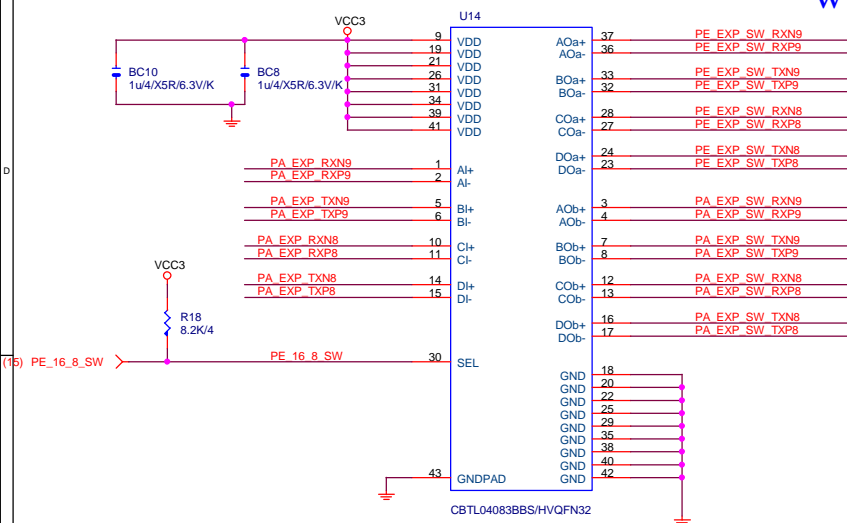 W
U14
VCC3
BC10
1u/4/X5R/6.3V/K
BC8
1u/4/X5R/6.3V/K
9 VDD
19 VDD
21 VDD
26 VDD
31 VDD
34 VDD
39 VDD
41 VDD
PA_EXP_RXN9 1 AI+
PA_EXP_RXP9 2 AI-
PA_EXP_TXN9 5 BI+
PA_EXP_TXP9 6 BI-
PA_EXP_RXN8 10 CI+
PA_EXP_RXP8 11 CI-
PA_EXP_TXN8 14 DI+
PA_EXP_TXP8 15 DI-
D
VCC3
R18
8.2K/4
(15) PE_16_8_SW PE_16_8_SW 30 SEL
43 GNDPAD
AOa+ 37 PE_EXP_SW_RXN9
AOa- 36 PE_EXP_SW_RXP9
BOa+ 33 PE_EXP_SW_TXN9
BOa- 32 PE_EXP_SW_TXP9
COa+ 28 PE_EXP_SW_RXN8
COa- 27 PE_EXP_SW_RXP8
DOa+ 24 PE_EXP_SW_TXN8
DOa- 23 PE_EXP_SW_TXP8
AOb+ 3 PA_EXP_SW_RXN9
AOb- 4 PA_EXP_SW_RXP9
BOb+ 7 PA_EXP_SW_TXN9
BOb- 8 PA_EXP_SW_TXP9
COb+ 12 PA_EXP_SW_RXN8
COb- 13 PA_EXP_SW_RXP8
DOb+ 16 PA_EXP_SW_TXN8
DOb- 17 PA_EXP_SW_TXP8
GND 18
GND 20
GND 22
GND 25
GND 29
GND 35
GND 38
GND 40
GND 42
CBTL04083BBS/HVQFN32